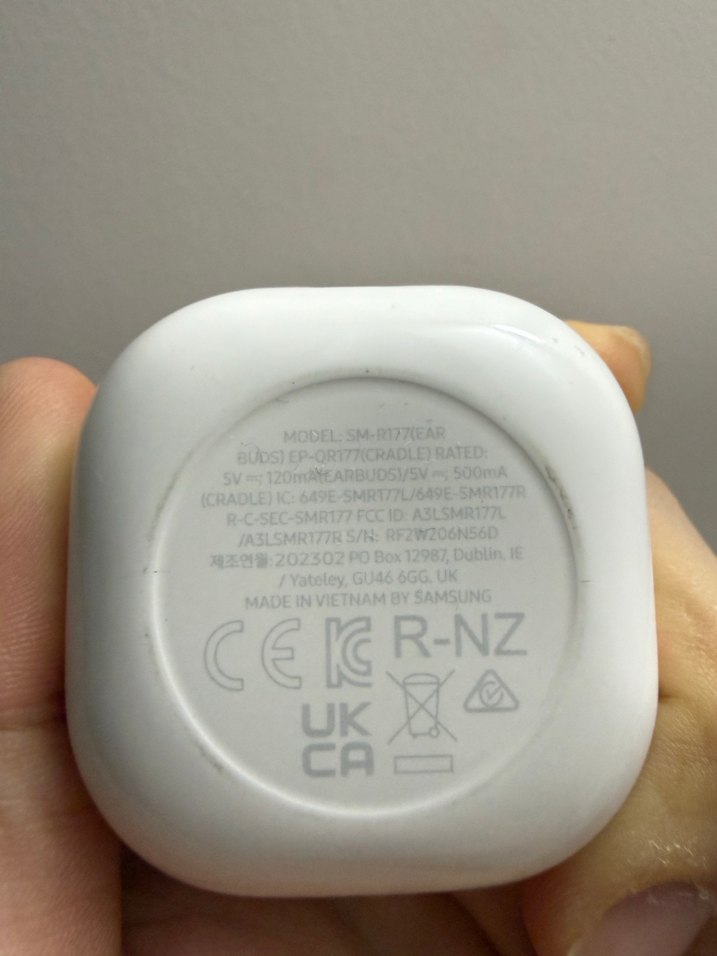 MODEL: SM-R177(EAR
BUDS) EP-QR177(CRADLE) RATED:
5V ⎓; 120mA(EARBUDS)/5V ⎓; 500mA
(CRADLE) IC: 649E-SMR177L/649E-SMR177R
R-C-SEC-SMR177 FCC ID: A3LSMR177L
/A3LSMR177R S/N: RF2W206N56D
제조연월:202302 PO Box 12987, Dublin, IE
/ Yateley, GU46 6GG, UK
MADE IN VIETNAM BY SAMSUNG
CE KC R-NZ
UK
CA